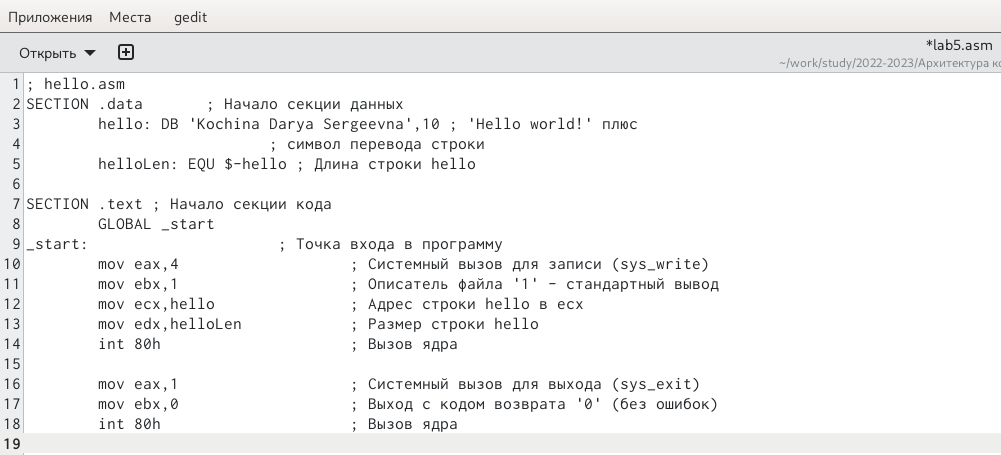 Приложения Места gedit
Открыть
*lab5.asm
~/work/study/2022-2023/Архитектура
1 ; hello.asm
2 SECTION .data ; Начало секции данных
3 hello: DB 'Kochina Darya Sergeevna',10 ; 'Hello world!' плюс
4 ; символ перевода строки
5 helloLen: EQU $-hello ; Длина строки hello
6
7 SECTION .text ; Начало секции кода
8 GLOBAL _start
9 _start: ; Точка входа в программу
10 mov eax,4 ; Системный вызов для записи (sys_write)
11 mov ebx,1 ; Описатель файла '1' - стандартный вывод
12 mov ecx,hello ; Адрес строки hello в ecx
13 mov edx,helloLen ; Размер строки hello
14 int 80h ; Вызов ядра
15
16 mov eax,1 ; Системный вызов для выхода (sys_exit)
17 mov ebx,0 ; Выход с кодом возврата '0' (без ошибок)
18 int 80h ; Вызов ядра
19